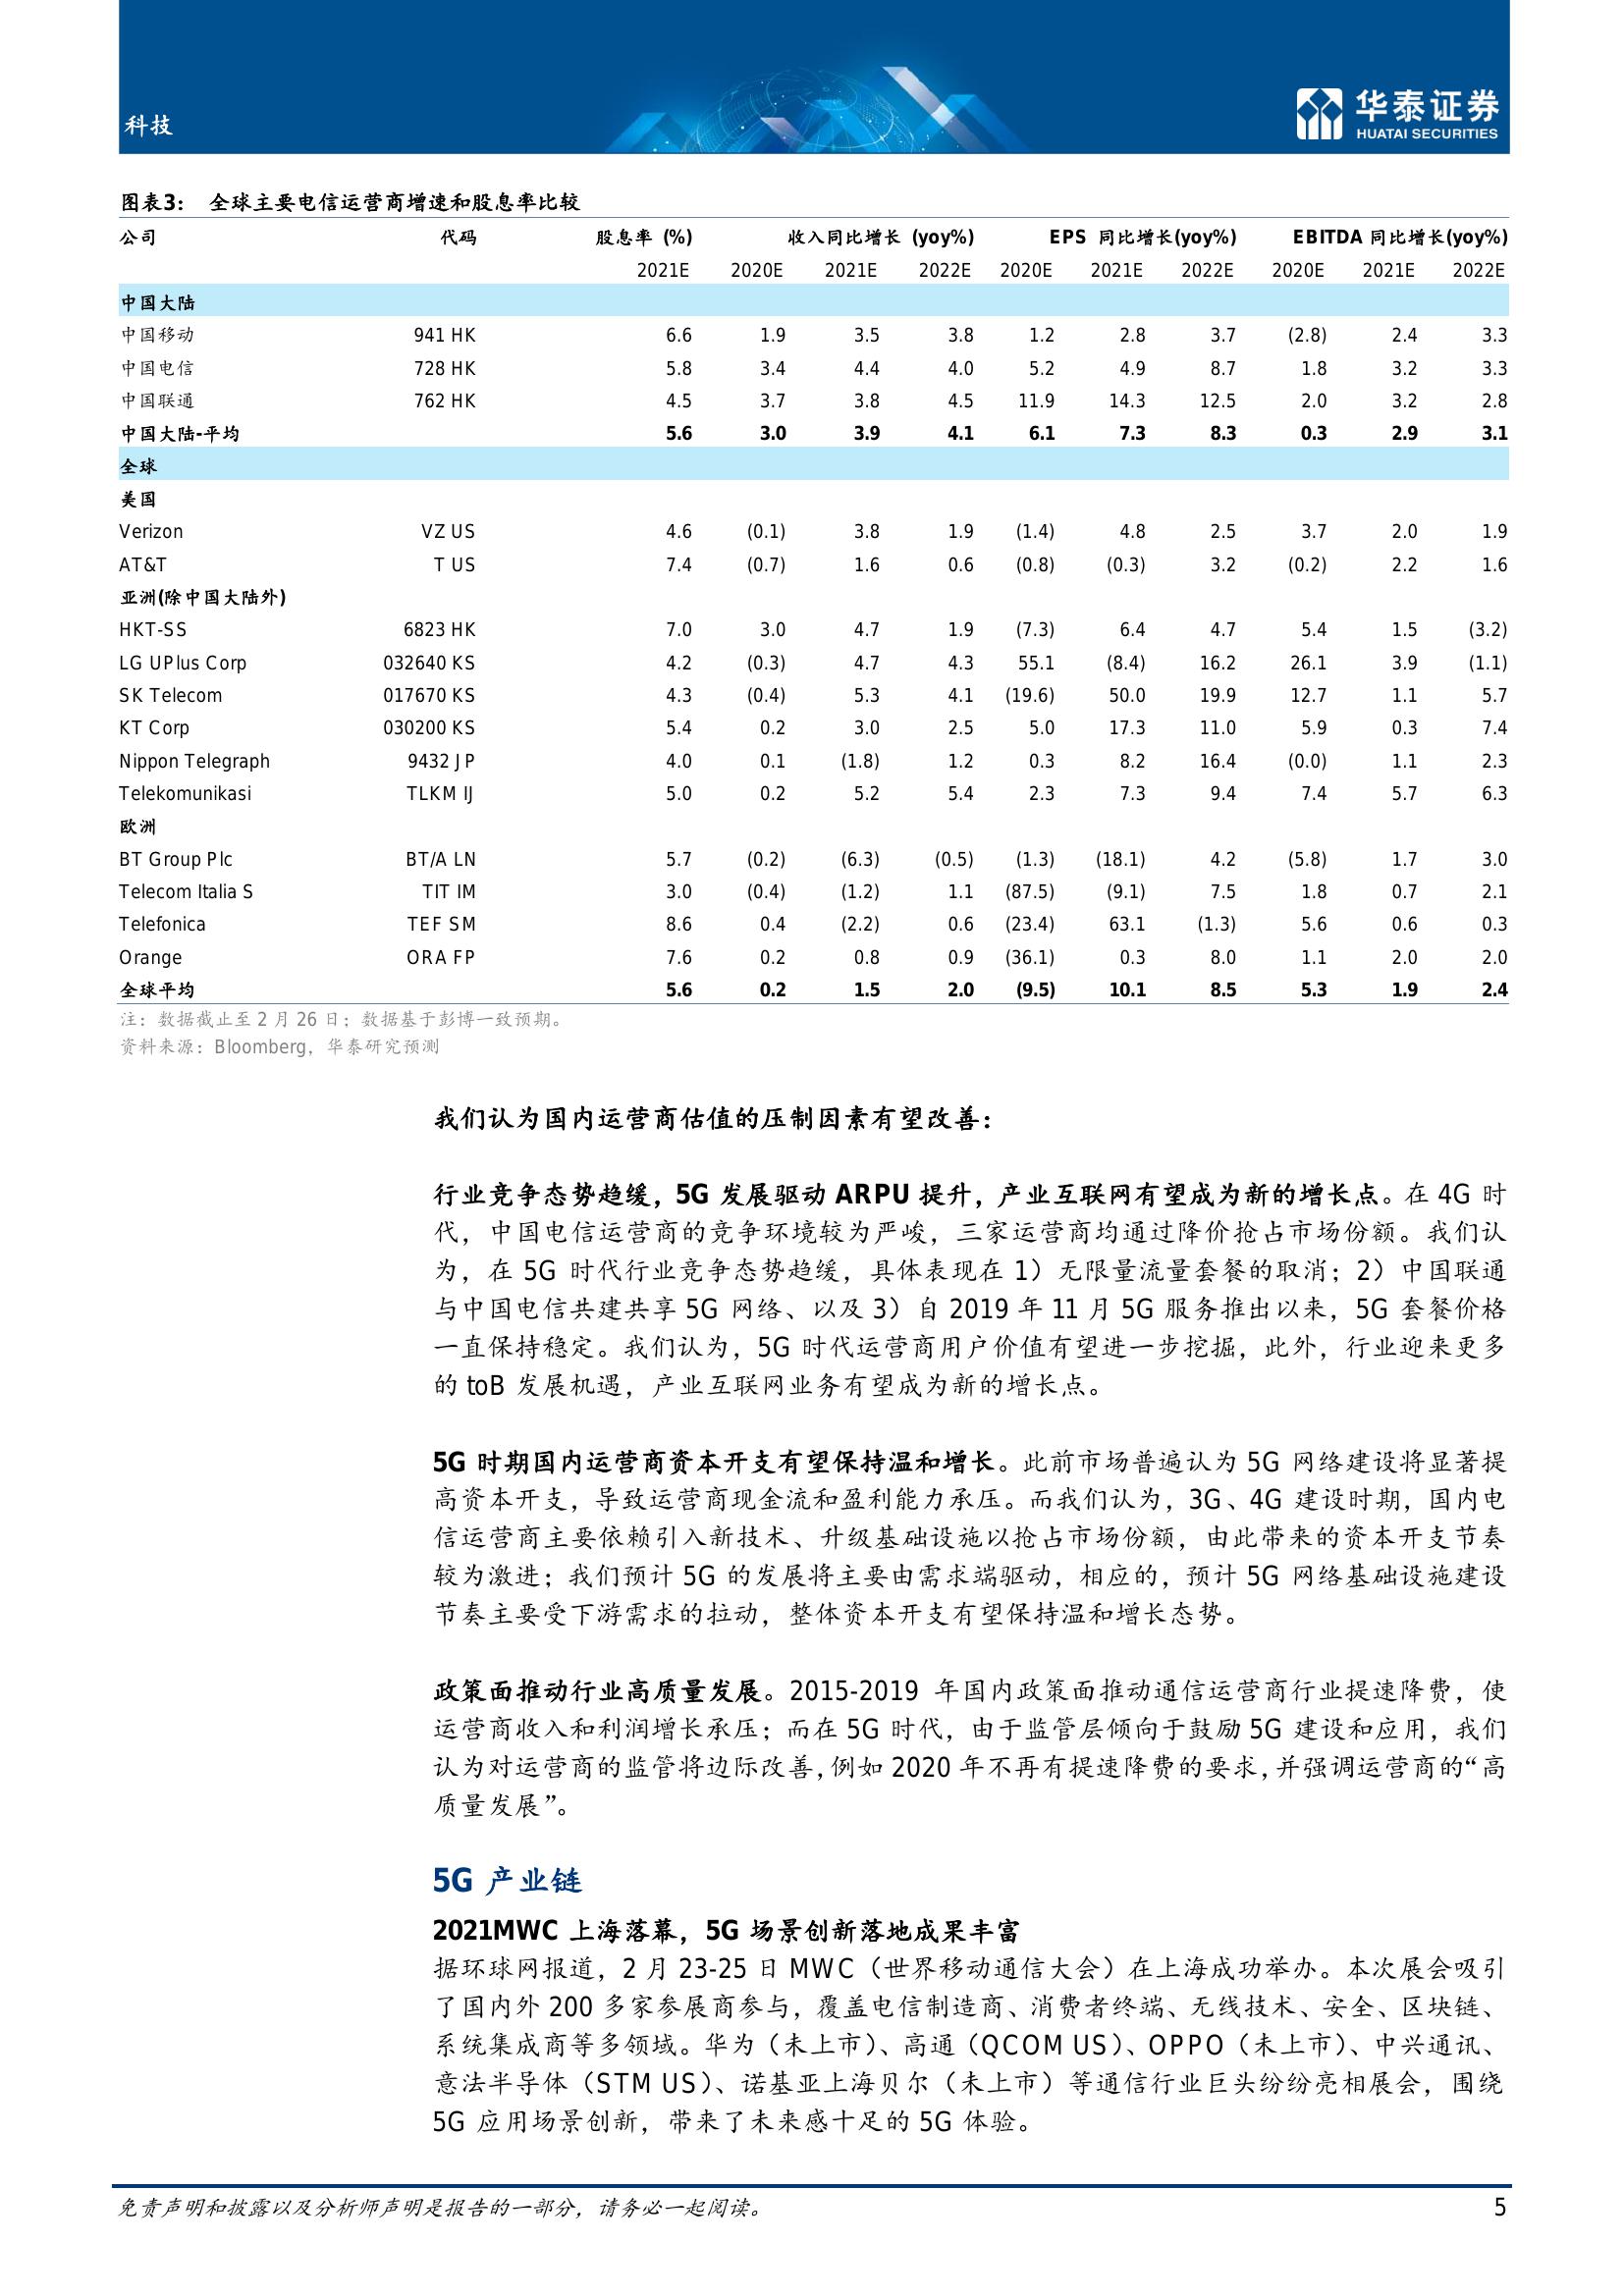 科技
华泰证券
HUATAI SECURITIES
图表3： 全球主要电信运营商增速和股息率比较
公司 代码 股息率 (%) 收入同比增长 (yoy%) EPS 同比增长(yoy%) EBITDA 同比增长(yoy%)
2021E 2020E 2021E 2022E 2020E 2021E 2022E 2020E 2021E 2022E
中国大陆
中国移动 941 HK 6.6 1.9 3.5 3.8 1.2 2.8 3.7 (2.8) 2.4 3.3
中国电信 728 HK 5.8 3.4 4.4 4.0 5.2 4.9 8.7 1.8 3.2 3.3
中国联通 762 HK 4.5 3.7 3.8 4.5 11.9 14.3 12.5 2.0 3.2 2.8
中国大陆-平均 5.6 3.0 3.9 4.1 6.1 7.3 8.3 0.3 2.9 3.1
全球
美国
Verizon VZ US 4.6 (0.1) 3.8 1.9 (1.4) 4.8 2.5 3.7 2.0 1.9
AT&T T US 7.4 (0.7) 1.6 0.6 (0.8) (0.3) 3.2 (0.2) 2.2 1.6
亚洲(除中国大陆外)
HKT-SS 6823 HK 7.0 3.0 4.7 1.9 (7.3) 6.4 4.7 5.4 1.5 (3.2)
LG UPlus Corp 032640 KS 4.2 (0.3) 4.7 4.3 55.1 (8.4) 16.2 26.1 3.9 (1.1)
SK Telecom 017670 KS 4.3 (0.4) 5.3 4.1 (19.6) 50.0 19.9 12.7 1.1 5.7
KT Corp 030200 KS 5.4 0.2 3.0 2.5 5.0 17.3 11.0 5.9 0.3 7.4
Nippon Telegraph 9432 JP 4.0 0.1 (1.8) 1.2 0.3 8.2 16.4 (0.0) 1.1 2.3
Telekomunikasi TLKM IJ 5.0 0.2 5.2 5.4 2.3 7.3 9.4 7.4 5.7 6.3
欧洲
BT Group Plc BT/A LN 5.7 (0.2) (6.3) (0.5) (1.3) (18.1) 4.2 (5.8) 1.7 3.0
Telecom Italia S TIT IM 3.0 (0.4) (1.2) 1.1 (87.5) (9.1) 7.5 1.8 0.7 2.1
Telefonica TEF SM 8.6 0.4 (2.2) 0.6 (23.4) 63.1 (1.3) 5.6 0.6 0.3
Orange ORA FP 7.6 0.2 0.8 0.9 (36.1) 0.3 8.0 1.1 2.0 2.0
全球平均 5.6 0.2 1.5 2.0 (9.5) 10.1 8.5 5.3 1.9 2.4
注：数据截止至 2 月 26 日；数据基于彭博一致预期。
资料来源：Bloomberg，华泰研究预测
我们认为国内运营商估值的压制因素有望改善：
行业竞争态势趋缓，5G 发展驱动 ARPU 提升，产业互联网有望成为新的增长点。在 4G 时
代，中国电信运营商的竞争环境较为严峻，三家运营商均通过降价抢占市场份额。我们认
为，在 5G 时代行业竞争态势趋缓，具体表现在 1）无限量流量套餐的取消；2）中国联通
与中国电信共建共享 5G 网络、以及 3）自 2019 年 11 月 5G 服务推出以来，5G 套餐价格
一直保持稳定。我们认为，5G 时代运营商用户价值有望进一步挖掘，此外，行业迎来更多
的 toB 发展机遇，产业互联网业务有望成为新的增长点。
5G 时期国内运营商资本开支有望保持温和增长。此前市场普遍认为 5G 网络建设将显著提
高资本开支，导致运营商现金流和盈利能力承压。而我们认为，3G、4G 建设时期，国内电
信运营商主要依赖引入新技术、升级基础设施以抢占市场份额，由此带来的资本开支节奏
较为激进；我们预计 5G 的发展将主要由需求端驱动，相应的，预计 5G 网络基础设施建设
节奏主要受下游需求的拉动，整体资本开支有望保持温和增长态势。
政策面推动行业高质量发展。2015-2019 年国内政策面推动通信运营商行业提速降费，使
运营商收入和利润增长承压；而在 5G 时代，由于监管层倾向于鼓励 5G 建设和应用，我们
认为对运营商的监管将边际改善，例如 2020 年不再有提速降费的要求，并强调运营商的“高
质量发展”。
5G 产业链
2021MWC 上海落幕，5G 场景创新落地成果丰富
据环球网报道，2 月 23-25 日 MWC（世界移动通信大会）在上海成功举办。本次展会吸引
了国内外 200 多家参展商参与，覆盖电信制造商、消费者终端、无线技术、安全、区块链、
系统集成商等多领域。华为（未上市）、高通（QCOM US）、OPPO（未上市）、中兴通讯、
意法半导体（STM US）、诺基亚上海贝尔（未上市）等通信行业巨头纷纷亮相展会，围绕
5G 应用场景创新，带来了未来感十足的 5G 体验。
免责声明和披露以及分析师声明是报告的一部分，请务必一起阅读。 5